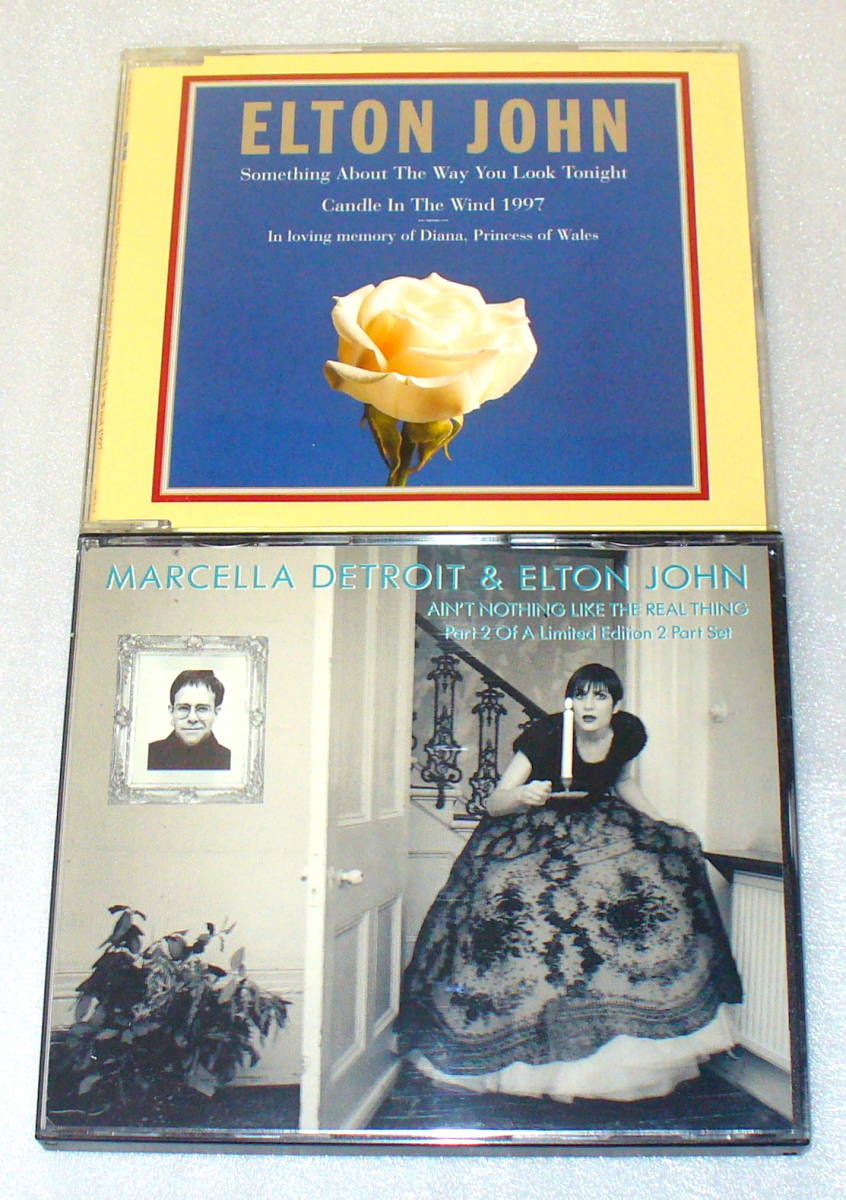 ELTON JOHN
Something About The Way You Look Tonight
Candle In The Wind 1997
In loving memory of Diana, Princess of Wales
MARCELLA DETROIT & ELTON JOHN
AIN'T NOTHING LIKE THE REAL THING
Part 2 Of A Limited Edition 2 Part Set